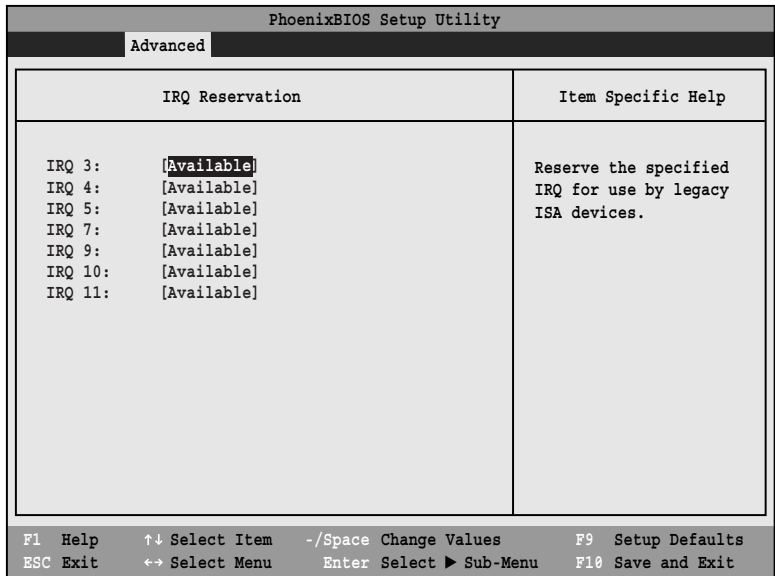 PhoenixBIOS Setup Utility
Advanced
IRQ Reservation
Item Specific Help
IRQ 3: [Available]
IRQ 4: [Available]
IRQ 5: [Available]
IRQ 7: [Available]
IRQ 9: [Available]
IRQ 10: [Available]
IRQ 11: [Available]
Reserve the specified
IRQ for use by legacy
ISA devices.
F1 Help ↑↓ Select Item -/Space Change Values F9 Setup Defaults
ESC Exit ←→ Select Menu Enter Select ▶ Sub-Menu F10 Save and Exit